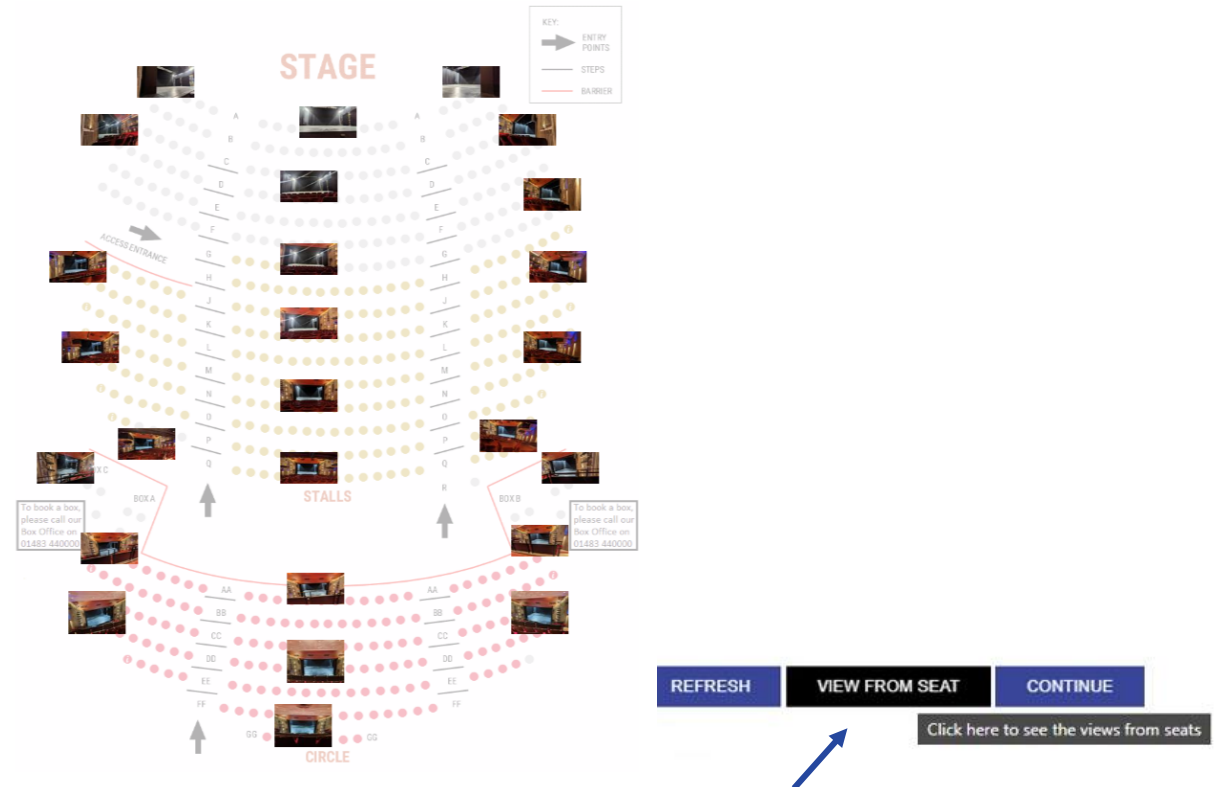 KEY:
ENTRY
POINTS
STEPS
BARRIER
STAGE
A A
B B
C C
D D
E E
F F
ACCESS ENTRANCE
G G
H H
J J
K K
L L
M M
N N
O O
P P
Q Q
R
STALLS
BOX A BOX B
To book a box,
please call our
Box Office on
01483 440000
To book a box,
please call our
Box Office on
01483 440000
AA AA
BB BB
CC CC
DD DD
EE EE
FF FF
GG GG
CIRCLE
REFRESH VIEW FROM SEAT CONTINUE
Click here to see the views from seats